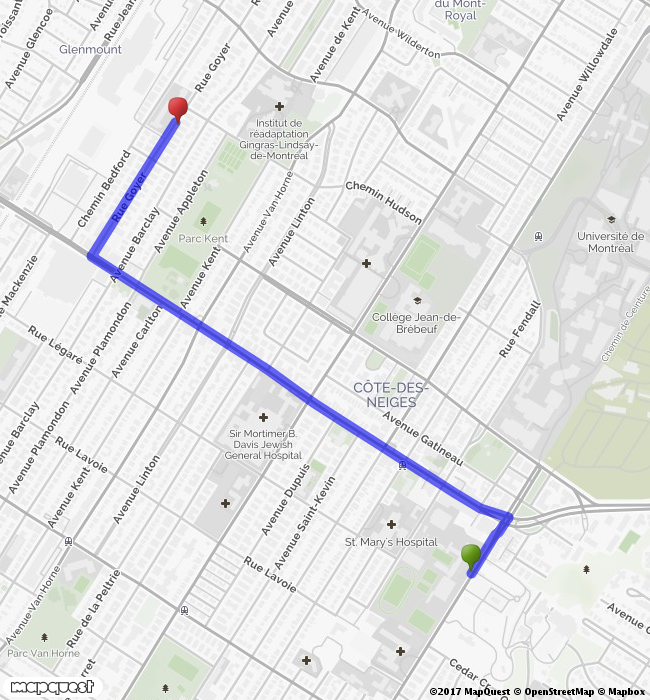 du Mont-
Royal
Avenue Glencoe
Rue Jean
Avenue de Kent
Avenue Wilderton
Avenue Willowdale
Glenmount
Rue Goyer
Institut de
réadaptation
Gingras-Lindsay-
de-Montréal
Chemin Bedford
Rue Goyer
Avenue Barclay
Avenue Appleton
Avenue Van-Horne
Avenue Linton
Chemin Hudson
Parc Kent
Avenue Kent
Université de
Montréal
Collège Jean-de-
Brébeuf
Rue Fendall
Chemin de Ceinture
Mackenzie
Rue Légaré
Avenue Plamondon
Avenue Carlton
CÔTE-DES-
NEIGES
Avenue Gatineau
Sir Mortimer B.
Davis Jewish
General Hospital
Avenue Barclay
Avenue Plamondon
Rue Lavoie
Avenue Kent
Avenue Linton
Avenue Dupuis
Avenue Saint-Kevin
St. Mary's Hospital
Rue Lavoie
Avenue Van Horne
Rue de la Peltrie
Parc Van Horne
Cedar Cr
Avenue
mapquest
©2017 MapQuest © OpenStreetMap © Mapbox